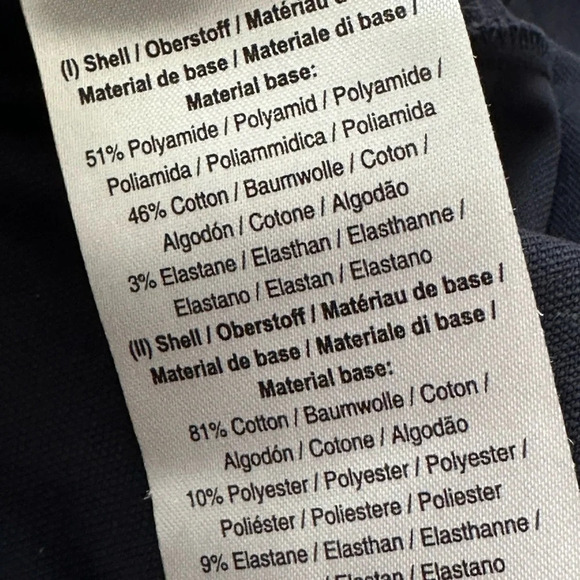 (I) Shell / Oberstoff / Matériau
Material de base / Materiale di base /
Material base:
51% Polyamide / Polyamid / Polyamide /
Poliamida / Poliammidica / Poliamida
46% Cotton / Baumwolle / Coton /
Algodón / Cotone / Algodão
3% Elastane / Elasthan / Elasthanne /
Elastano / Elastan / Elastano
(II) Shell / Oberstoff / Matériau de base /
Material de base / Materiale di base /
Material base:
81% Cotton / Baumwolle / Coton /
Algodón / Cotone / Algodão
10% Polyester / Polyester / Polyester /
Poliéster / Poliestere / Poliester
9% Elastane / Elasthan / Elasthanne /
/ Elastan / Elastano